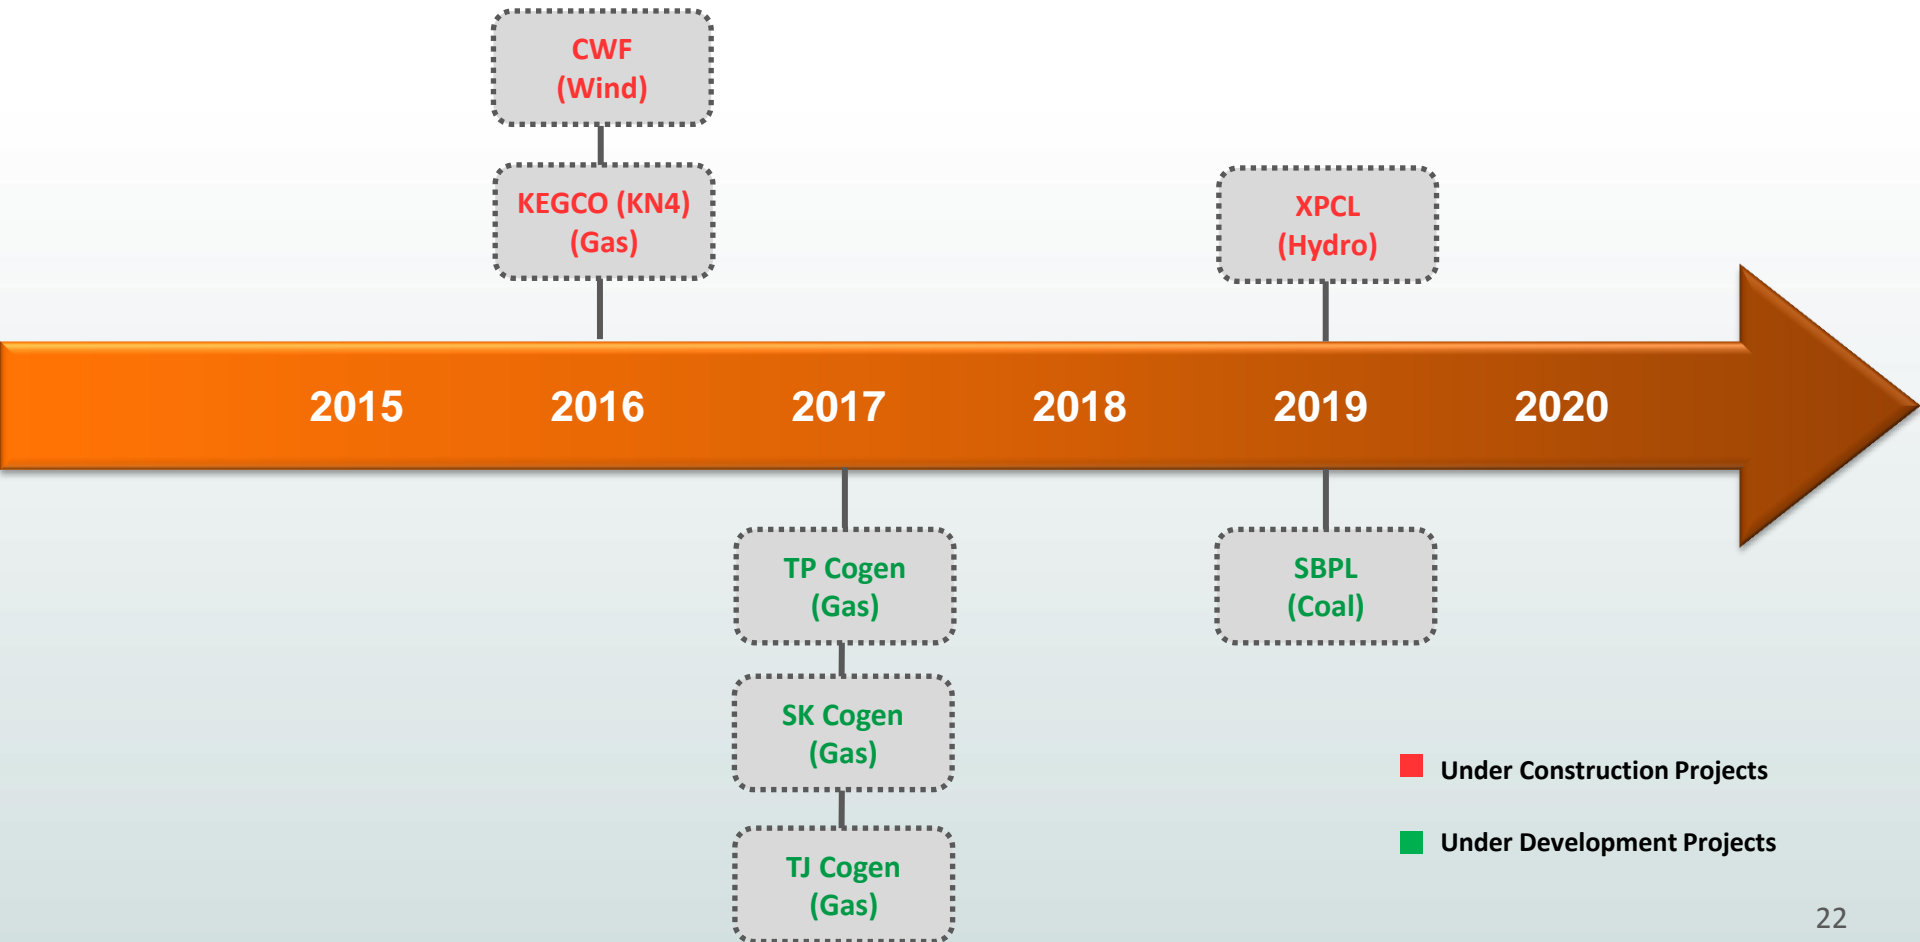 CWF
(Wind)
KEGCO (KN4)
(Gas)
XPCL
(Hydro)
2015 2016 2017 2018 2019 2020
TP Cogen
(Gas)
SBPL
(Coal)
SK Cogen
(Gas)
TJ Cogen
(Gas)
Under Construction Projects
Under Development Projects
22